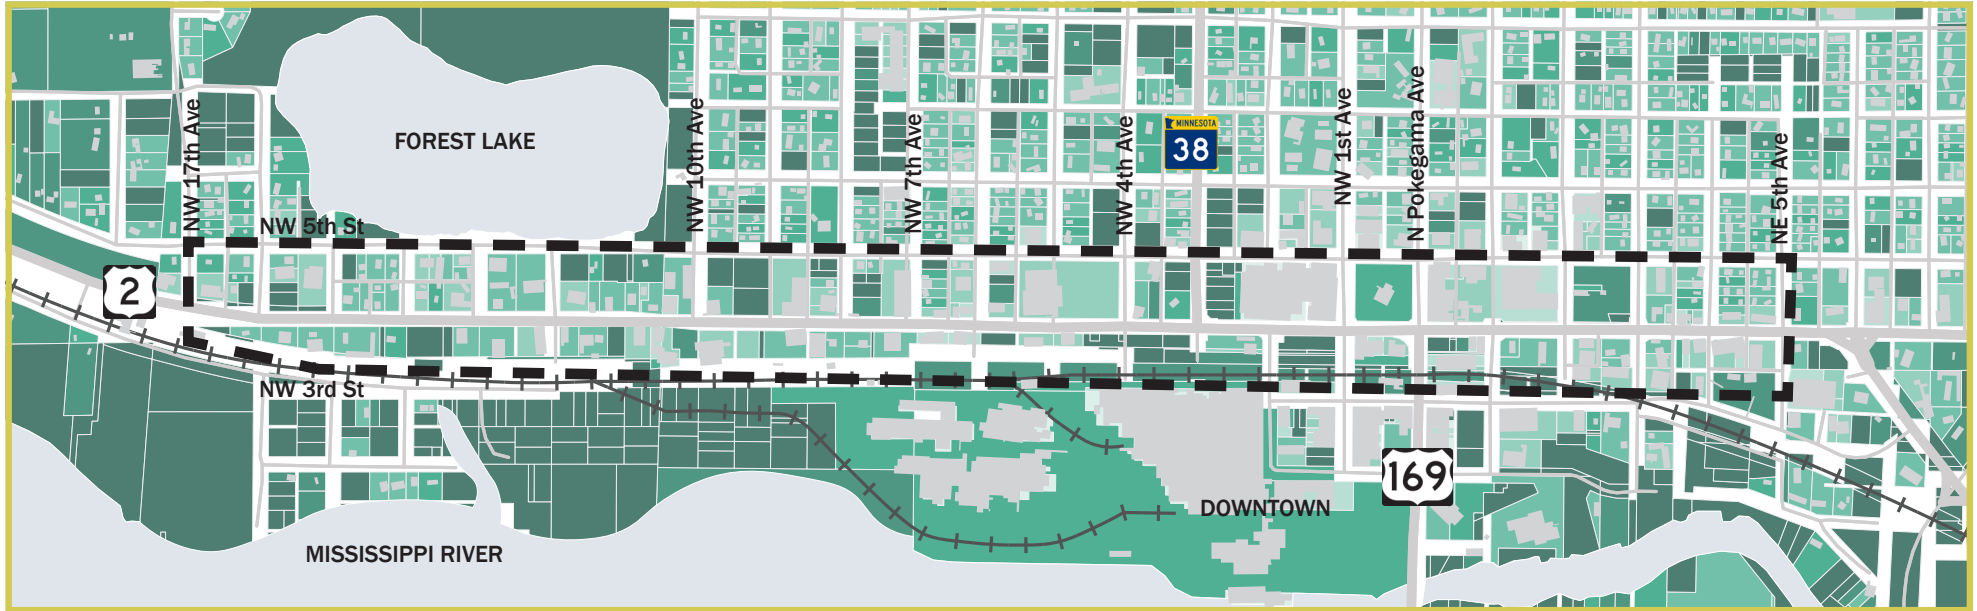 FOREST LAKE
NW 17th Ave
NW 10th Ave
NW 7th Ave
NW 4th Ave
MINNESOTA
38
NW 1st Ave
N Pokegama Ave
NE 5th Ave
NW 5th St
2
NW 3rd St
169
DOWNTOWN
MISSISSIPPI RIVER